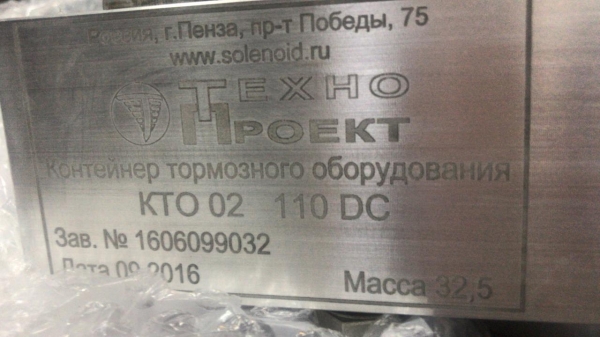 Россия, г.Пенза, пр-т Победы, 75
www.solenoid.ru
ТЕХНО
ПРОЕКТ
Контейнер тормозного оборудования
КТО 02 110 DC
Зав. № 1606099032
Дата 09.2016 Масса 32,5